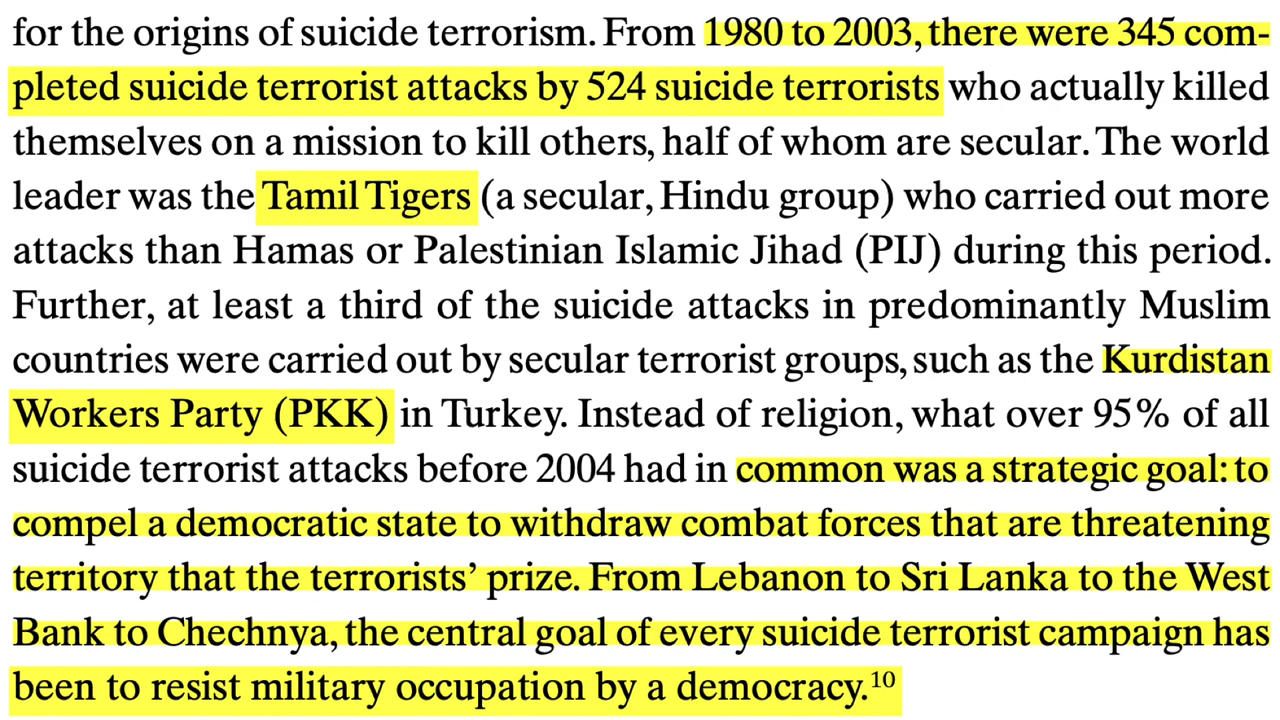 for the origins of suicide terrorism. From 1980 to 2003, there were 345 com-
pleted suicide terrorist attacks by 524 suicide terrorists who actually killed
themselves on a mission to kill others, half of whom are secular. The world
leader was the Tamil Tigers (a secular, Hindu group) who carried out more
attacks than Hamas or Palestinian Islamic Jihad (PIJ) during this period.
Further, at least a third of the suicide attacks in predominantly Muslim
countries were carried out by secular terrorist groups, such as the Kurdistan
Workers Party (PKK) in Turkey. Instead of religion, what over 95% of all
suicide terrorist attacks before 2004 had in common was a strategic goal: to
compel a democratic state to withdraw combat forces that are threatening
territory that the terrorists’ prize. From Lebanon to Sri Lanka to the West
Bank to Chechnya, the central goal of every suicide terrorist campaign has
been to resist military occupation by a democracy.¹⁰